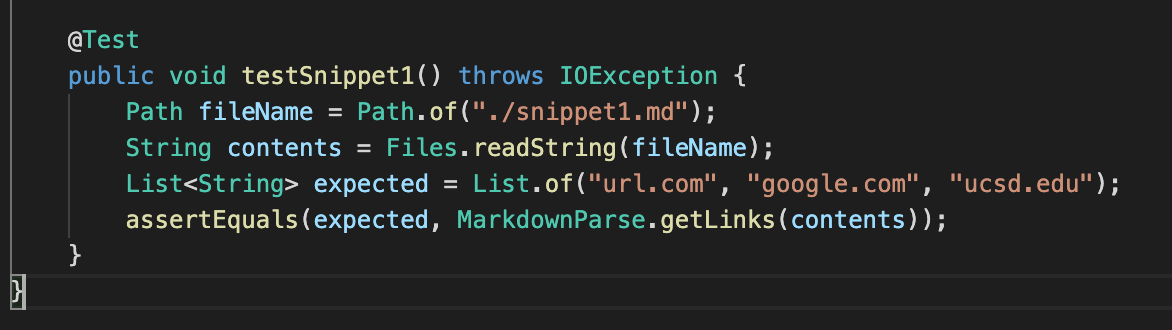 @Test
public void testSnippet1() throws IOException {
Path fileName = Path.of("./snippet1.md");
String contents = Files.readString(fileName);
List<String> expected = List.of("url.com", "google.com", "ucsd.edu");
assertEquals(expected, MarkdownParse.getLinks(contents));
}
}